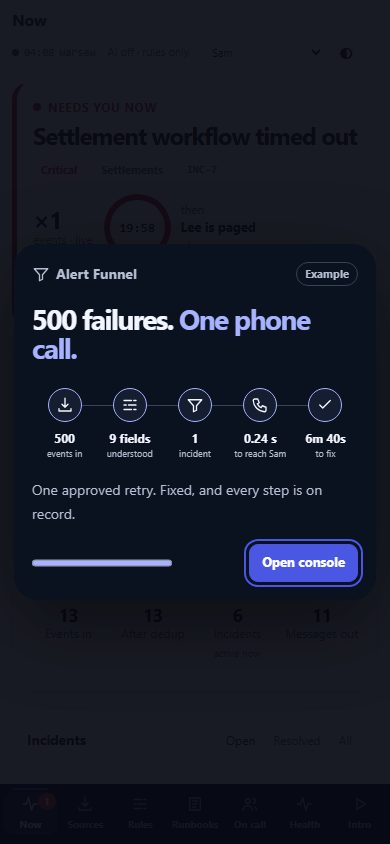 Now
04:02 Warsaw AI off · rules only Sam
NEEDS YOU NOW
Settlement workflow timed out
Critical Settlements INC-7
×1
events · live
19:58
then
Lee is paged
Alert Funnel
Example
500 failures. One phone
call.
500 9 fields 1 0.24 s 6m 40s
events in understood incident to reach Sam to fix
One approved retry. Fixed, and every step is on
record.
Open console
13 13 6 11
Events in After dedup Incidents Messages out
active now
Incidents Open Resolved All
1
Now Sources Rules Runbooks On call Health Intro